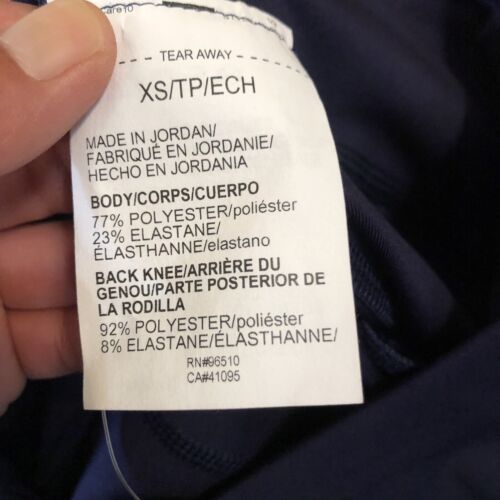 care10
- TEAR AWAY -
XS/TP/ECH
MADE IN JORDAN/
FABRIQUÉ EN JORDANIE/
HECHO EN JORDANIA
BODY/CORPS/CUERPO
77% POLYESTER/poliéster
23% ELASTANE/
ÉLASTHANNE/elastano
BACK KNEE/ARRIÈRE DU
GENOU/PARTE POSTERIOR DE
LA RODILLA
92% POLYESTER/poliéster
8% ELASTANE/ÉLASTHANNE/
RN#96510
CA#41095